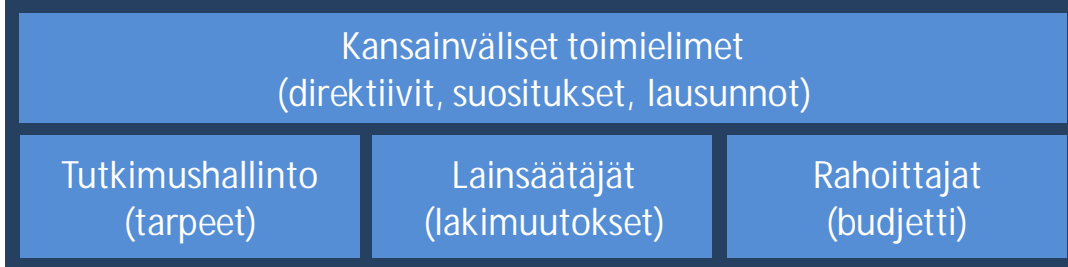 Kansainväliset toimielimet
(direktiivit, suositukset, lausunnot)
Tutkimushallinto
(tarpeet)
Lainsäätäjät
(lakimuutokset)
Rahoittajat
(budjetti)